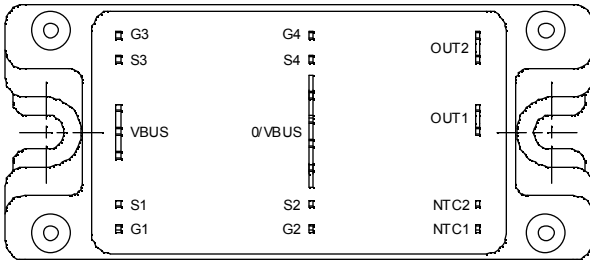 G3 G4
OUT2
S3 S4
VBUS 0/VBUS OUT1
S1 S2 NTC2
G1 G2 NTC1